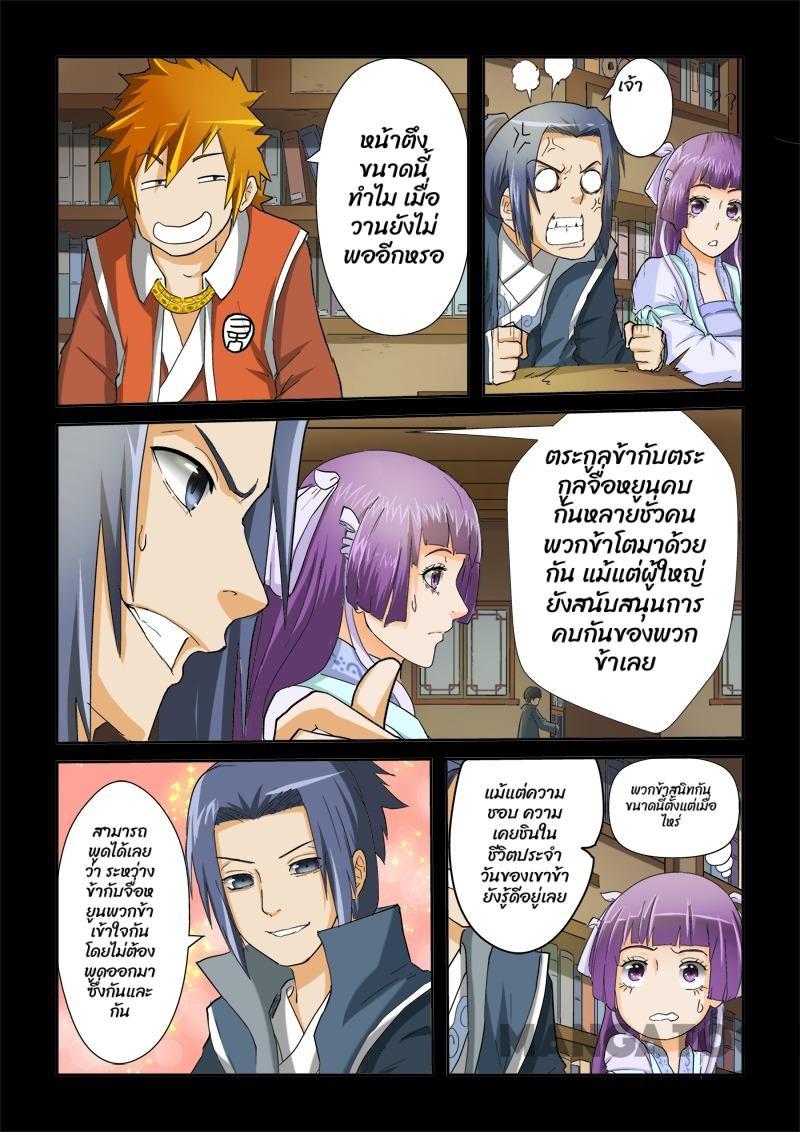 หน้าตึง
ขนาดนี้
ทำไม เมื่อ
วานยังไม่
พออีกหรอ
เจ้า
ตระกูลข้ากับตระ
กูลจื่อหยูนคบ
กันหลายชั่วคน
พวกข้าโตมาด้วย
กัน แม้แต่ผู้ใหญ่
ยังสนับสนุนการ
คบกันของพวก
ข้าเลย
สามารถ
พูดได้เลย
ว่า ระหว่าง
ข้ากับจื่อห
ยูนพวกข้า
เข้าใจกัน
โดยไม่ต้อง
พูดออกมา
ซึ่งกันและ
กัน
แม้แต่ความ
ชอบ ความ
เคยชินใน
ชีวิตประจำ
วันของเขาข้า
ยังรู้ดีอยู่เลย
พวกข้าสนิทกัน
ขนาดนี้ตั้งแต่เมื่อ
ไหร่
MANGATO